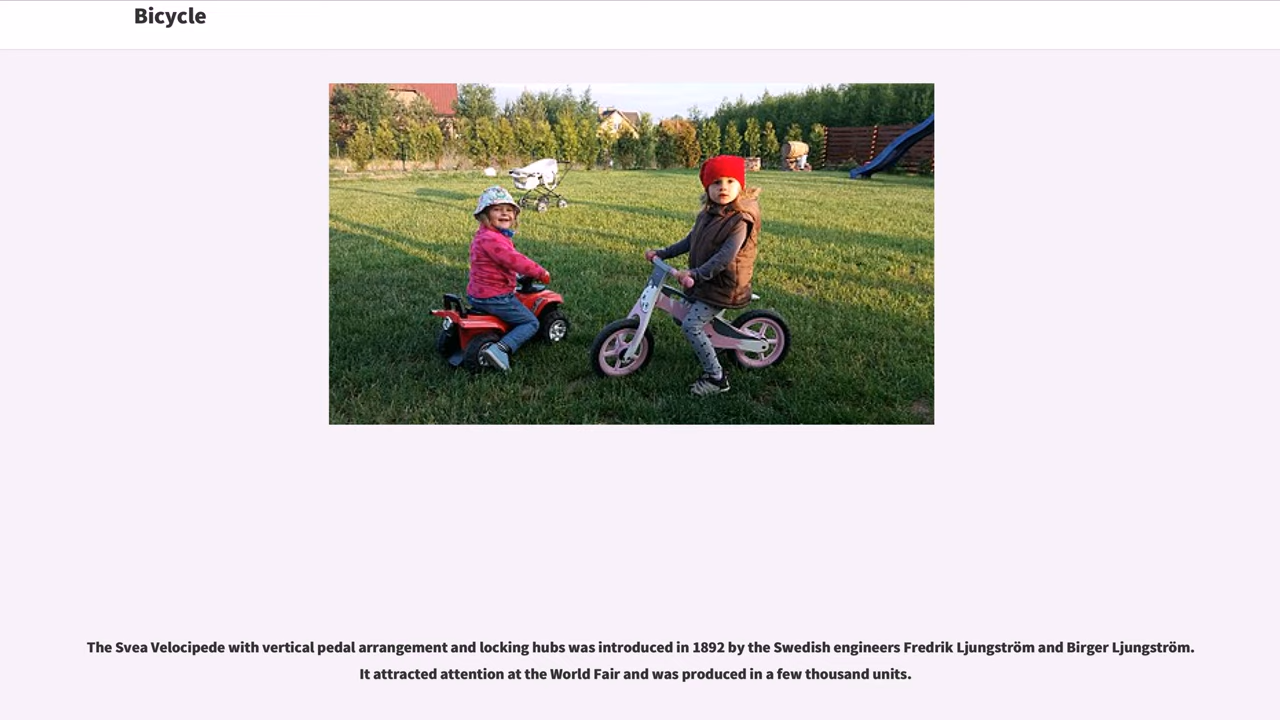 Bicycle
The Svea Velocipede with vertical pedal arrangement and locking hubs was introduced in 1892 by the Swedish engineers Fredrik Ljungström and Birger Ljungström.
It attracted attention at the World Fair and was produced in a few thousand units.